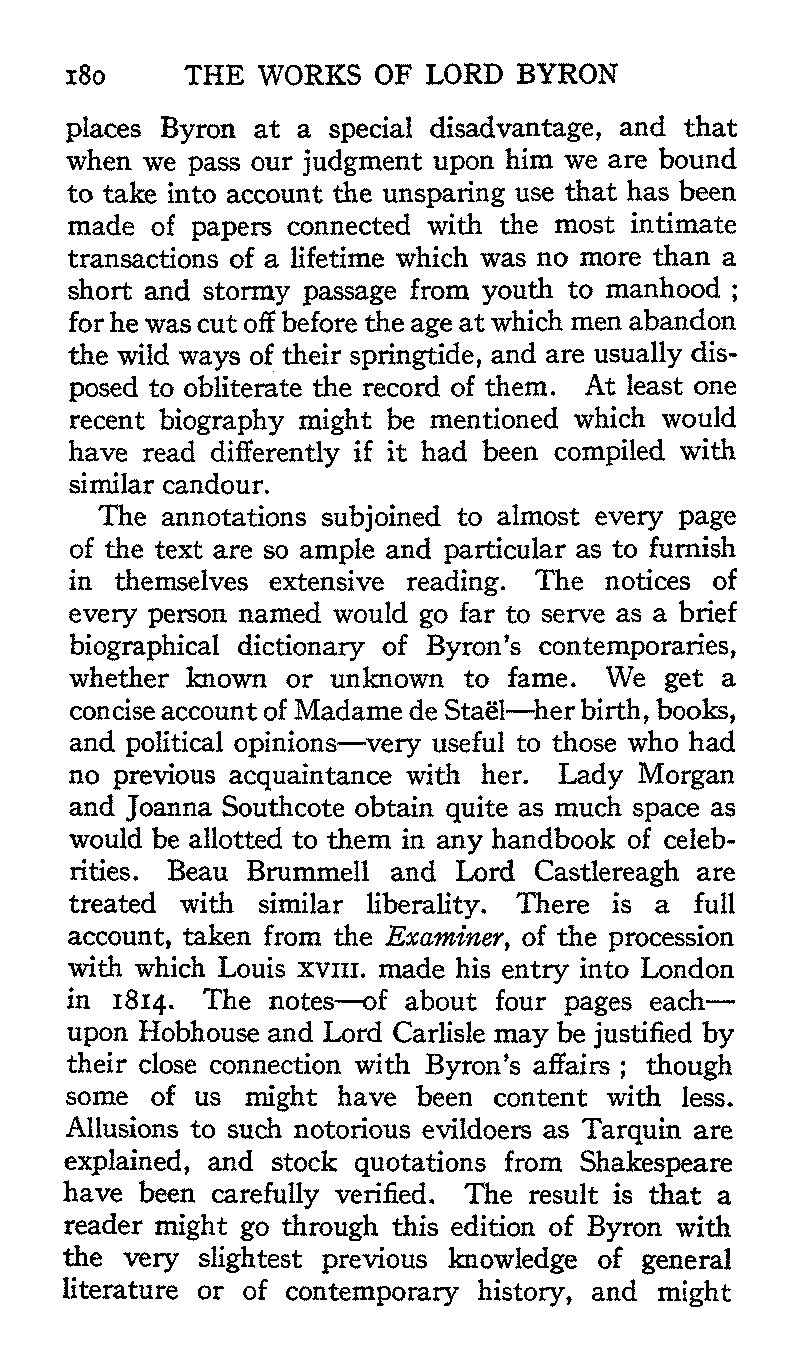 180 THE WORKS OF LORD BYRON
places Byron at a special disadvantage, and that
when we pass our judgment upon him we are bound
to take into account the unsparing use that has been
made of papers connected with the most intimate
transactions of a lifetime which was no more than a
short and stormy passage from youth to manhood ;
for he was cut off before the age at which men abandon
the wild ways of their springtide, and are usually dis-
posed to obliterate the record of them. At least one
recent biography might be mentioned which would
have read differently if it had been compiled with
similar candour.
The annotations subjoined to almost every page
of the text are so ample and particular as to furnish
in themselves extensive reading. The notices of
every person named would go far to serve as a brief
biographical dictionary of Byron's contemporaries,
whether known or unknown to fame. We get a
concise account of Madame de Staël—her birth, books,
and political opinions—very useful to those who had
no previous acquaintance with her. Lady Morgan
and Joanna Southcote obtain quite as much space as
would be allotted to them in any handbook of celeb-
rities. Beau Brummell and Lord Castlereagh are
treated with similar liberality. There is a full
account, taken from the Examiner, of the procession
with which Louis XVIII. made his entry into London
in 1814. The notes—of about four pages each—
upon Hobhouse and Lord Carlisle may be justified by
their close connection with Byron's affairs ; though
some of us might have been content with less.
Allusions to such notorious evildoers as Tarquin are
explained, and stock quotations from Shakespeare
have been carefully verified. The result is that a
reader might go through this edition of Byron with
the very slightest previous knowledge of general
literature or of contemporary history, and might